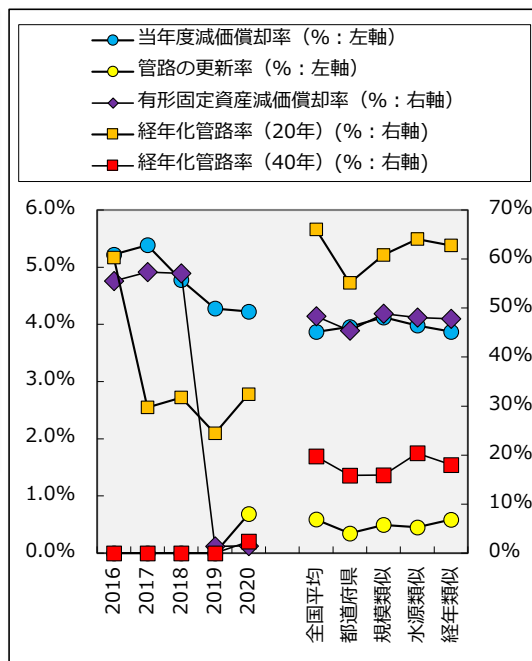 当年度減価償却率（%：左軸）
管路の更新率（%：左軸）
有形固定資産減価償却率（%：右軸）
経年化管路率（20年）(%：右軸)
経年化管路率（40年）(%：右軸)
6.0%
5.0%
4.0%
3.0%
2.0%
1.0%
0.0%
70%
60%
50%
40%
30%
20%
10%
0%
2016
2017
2018
2019
2020
全国平均
都道府県
規模類似
水源類似
経年類似